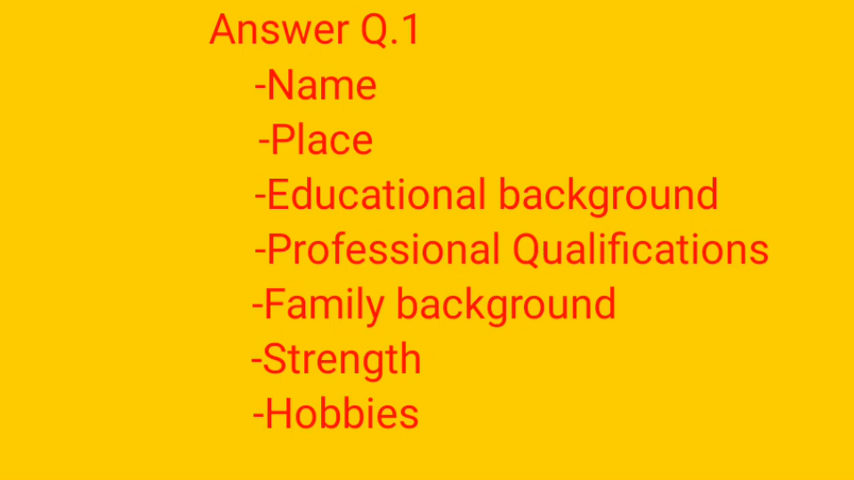 Answer Q.1
-Name
-Place
-Educational background
-Professional Qualifications
-Family background
-Strength
-Hobbies